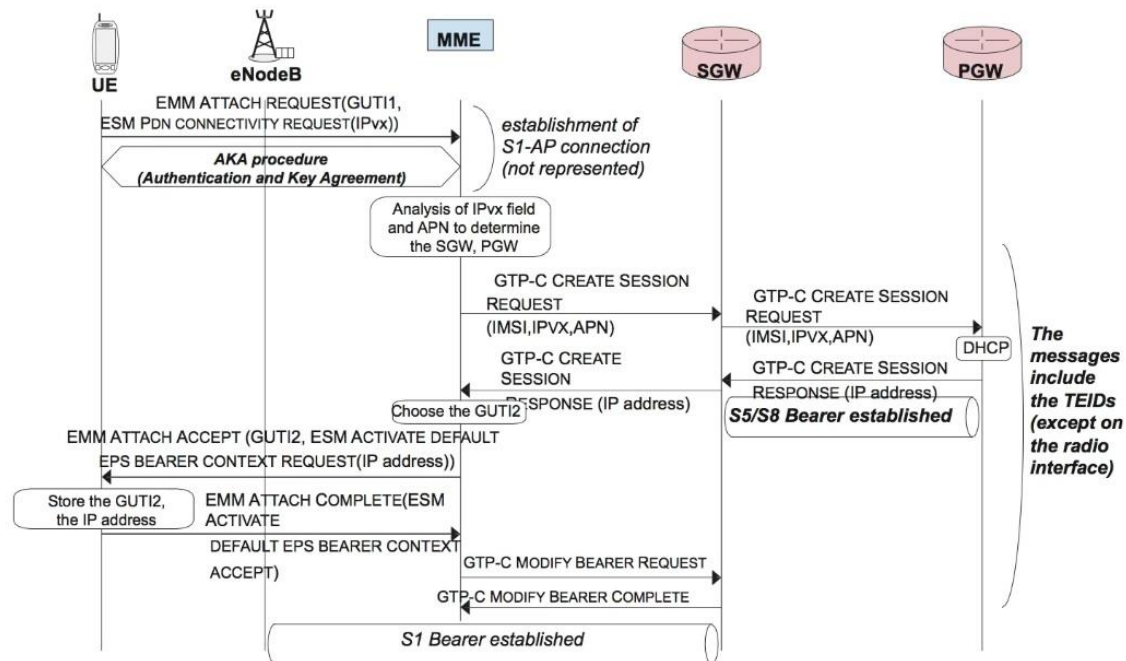 MME
eNodeB
UE
SGW
PGW
EMM ATTACH REQUEST(GUTI1,
ESM PDN CONNECTIVITY REQUEST(IPvx))
establishment of
S1-AP connection
(not represented)
AKA procedure
(Authentication and Key Agreement)
Analysis of IPvx field
and APN to determine
the SGW, PGW
GTP-C CREATE SESSION
REQUEST
(IMSI,IPVX,APN)
GTP-C CREATE SESSION
REQUEST
(IMSI,IPVX,APN)
DHCP
GTP-C CREATE SESSION
RESPONSE (IP address)
GTP-C CREATE
SESSION
RESPONSE (IP address)
Choose the GUTI2
S5/S8 Bearer established
The
messages
include
the TEIDs
(except on
the radio
interface)
EMM ATTACH ACCEPT (GUTI2, ESM ACTIVATE DEFAULT
EPS BEARER CONTEXT REQUEST(IP address))
Store the GUTI2,
the IP address
EMM ATTACH COMPLETE(ESM
ACTIVATE
DEFAULT EPS BEARER CONTEXT
ACCEPT)
GTP-C MODIFY BEARER REQUEST
GTP-C MODIFY BEARER COMPLETE
S1 Bearer established